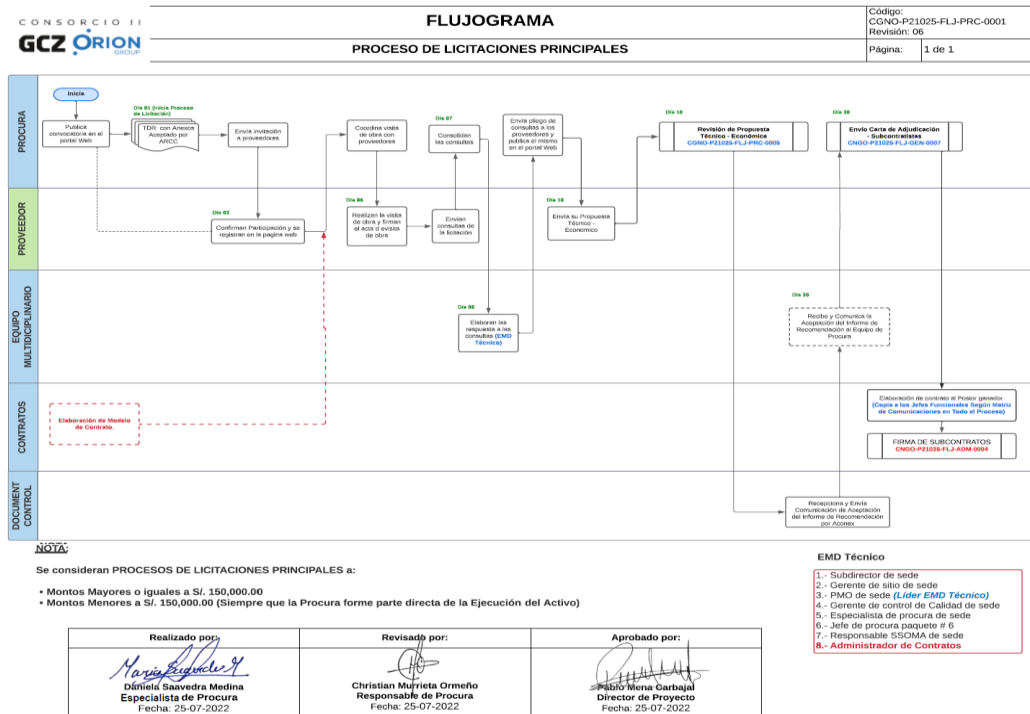 CONSORCIO II
GCZ ORION
GROUP
FLUJOGRAMA
PROCESO DE LICITACIONES PRINCIPALES
Código:
CGNO-P21025-FLJ-PRC-0001
Revisión: 06
Página: 1 de 1
PROCURA
Inicia
Publica
convocatoria en el
portal Web
Día 01 (Inicia Proceso
de Licitación)
TDR con Anexos
Aceptado por
ARCC
Envía invitación
a proveedores
Coordina visita
de obra con
proveedores
Día 07
Consolidan
las consultas
Envía pliego de
consultas a los
proveedores y
publica el mismo
en el portal Web
Día 18
Revisión de Propuesta
Técnico - Económica
CGNO-P21025-FLJ-PRC-0005
Día 30
Envío Carta de Adjudicación
- Subcontratistas
CNGO-P21025-FLJ-GEN-0007
PROVEEDOR
Día 03
Confirman Participación y se
registran en la pagina web
Día 06
Realizan la visita
de obra y firman
el acta d evisita
de obra
Envían
consultas de
la licitación
Día 18
Envía su Propuesta
Técnico -
Economico
EQUIPO
MULTIDICIPLINARIO
Día 08
Elaboran las
respuesta a las
consultas (EMD
Técnico)
Día 29
Recibe y Comunica la
Aceptación del Informe de
Recomendación al Equipo de
Procura
CONTRATOS
Elaboración de Modelo
de Contrato.
Elaboración de contrato al Postor ganador.
(Copia a los Jefes Funcionales Según Matriz
de Comunicaciones en Todo el Proceso)
FIRMA DE SUBCONTRATOS
CNGO-P21025-FLJ-ADM-0004
DOCUMENT
CONTROL
Recepciona y Envía
Comunicación de Aceptación
del Informe de Recomendación
por Aconex
NOTA:
Se consideran PROCESOS DE LICITACIONES PRINCIPALES a:
• Montos Mayores o iguales a S/. 150,000.00
• Montos Menores a S/. 150,000.00 (Siempre que la Procura forme parte directa de la Ejecución del Activo)
EMD Técnico
1.- Subdirector de sede
2.- Gerente de sitio de sede
3.- PMO de sede (Líder EMD Técnico)
4.- Gerente de control de Calidad de sede
5.- Especialista de procura de sede
6.- Jefe de procura paquete # 6
7.- Responsable SSOMA de sede
8.- Administrador de Contratos
Realizado por:
Daniela Saavedra Medina
Especialista de Procura
Fecha: 25-07-2022
Revisado por:
Christian Murrieta Ormeño
Responsable de Procura
Fecha: 25-07-2022
Aprobado por:
Pablo Mena Carbajal
Director de Proyecto
Fecha: 25-07-2022